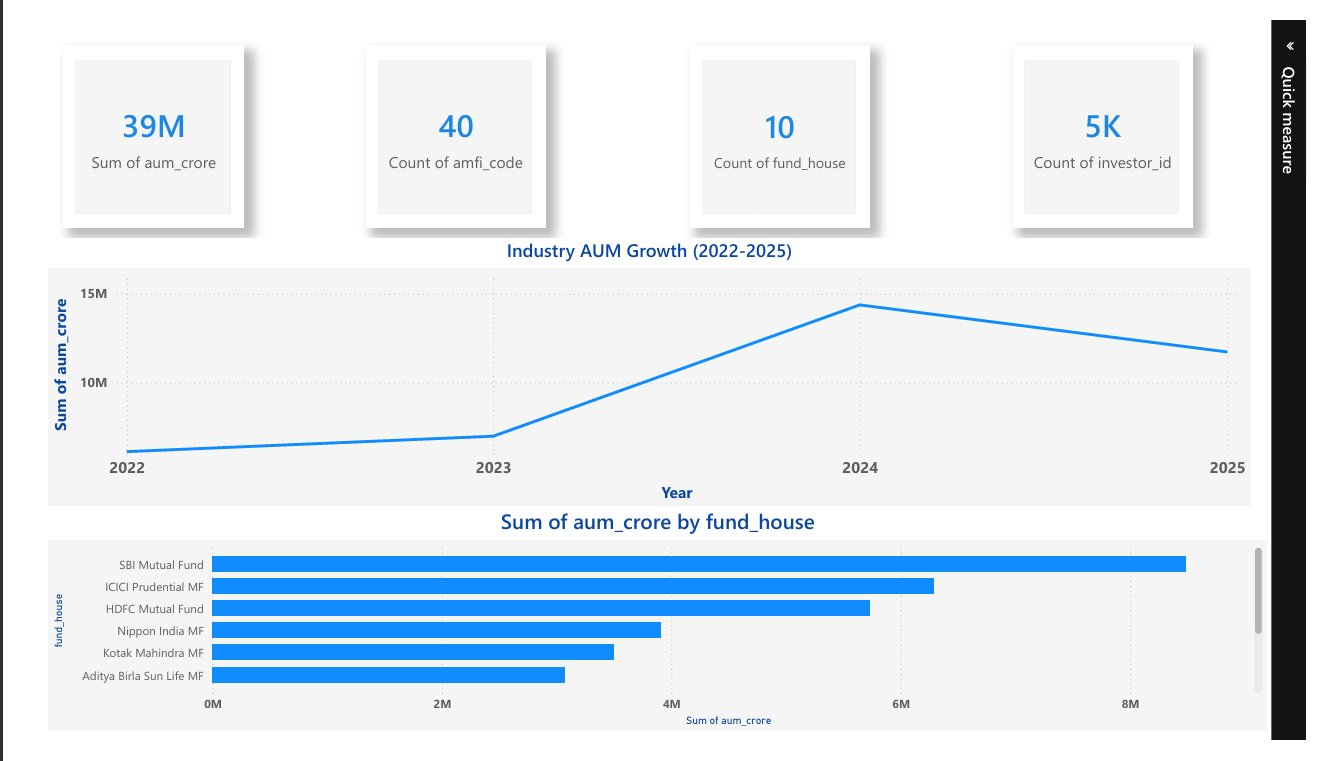 39M
Sum of aum_crore
40
Count of amfi_code
10
Count of fund_house
5K
Count of investor_id
«
Quick measure
Industry AUM Growth (2022-2025)
Sum of aum_crore
15M
10M
2022 2023 2024 2025
Year
Sum of aum_crore by fund_house
fund_house
SBI Mutual Fund
ICICI Prudential MF
HDFC Mutual Fund
Nippon India MF
Kotak Mahindra MF
Aditya Birla Sun Life MF
0M 2M 4M 6M 8M
Sum of aum_crore